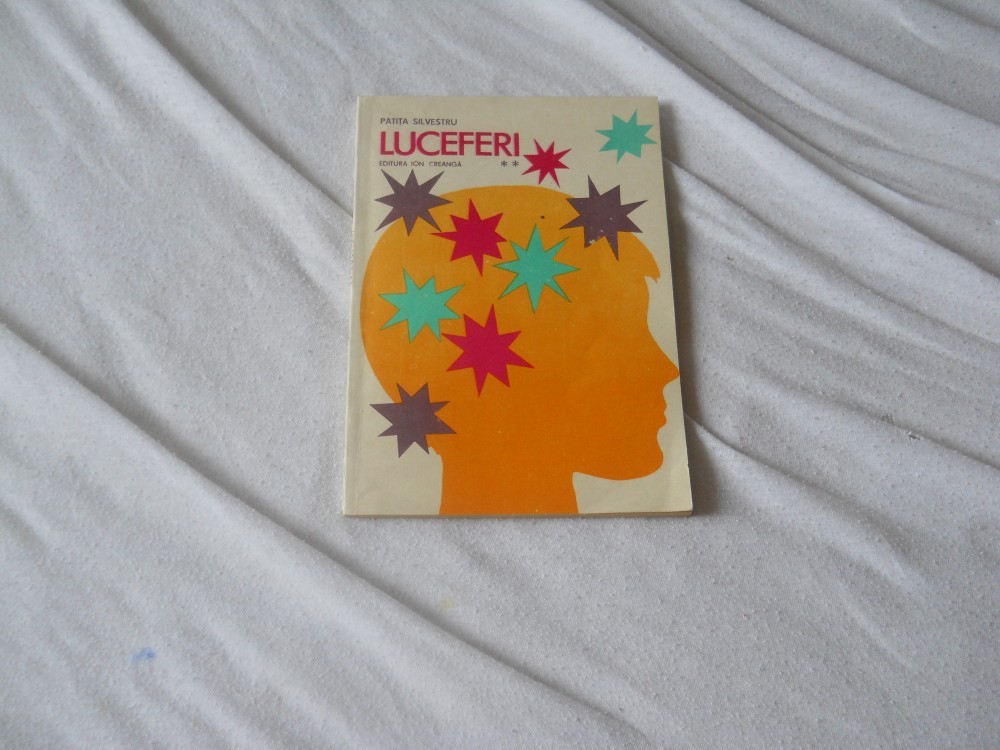 PATIȚA SILVESTRU
LUCEFERI
EDITURA ION CREANGĂ **